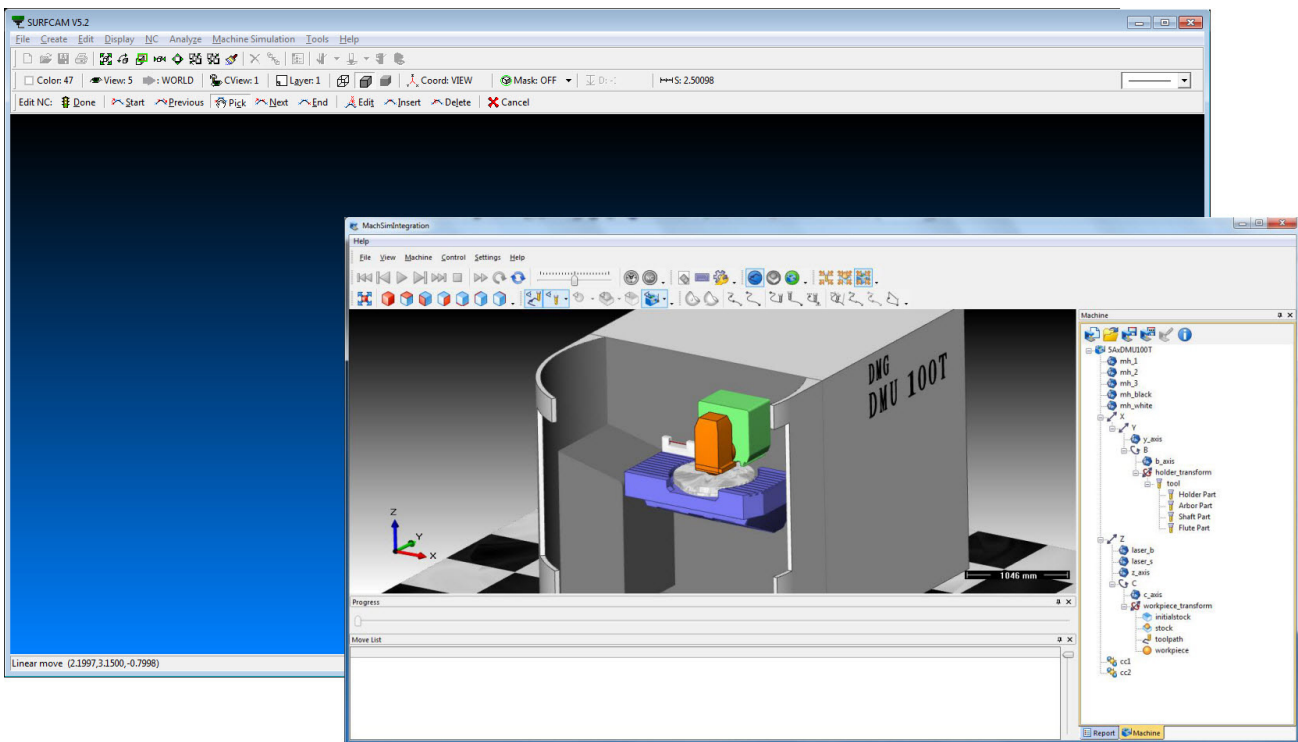 SURFCAM V5.2
File Create Edit Display NC Analyze Machine Simulation Tools Help
Color: 47 View: 5 : WORLD CView: 1 Layer: 1 Coord: VIEW Mask: OFF D: S: 2.50098
Edit NC: Done Start Previous Pick Next End Edit Insert Delete Cancel
MachSimIntegration
Help
File View Machine Control Settings Help
DMG
DMU 100T
Z
Y
X
1046 mm
Progress
Move List
Linear move (2.1997,3.1500,-0.7998)
Machine
5AxDMU100T
mh_1
mh_2
mh_3
mh_black
mh_white
X
Y
y_axis
B
b_axis
holder_transform
tool
Holder Part
Arbor Part
Shaft Part
Flute Part
Z
laser_b
laser_s
z_axis
C
c_axis
workpiece_transform
initialstock
stock
toolpath
workpiece
cc1
cc2
Report Machine